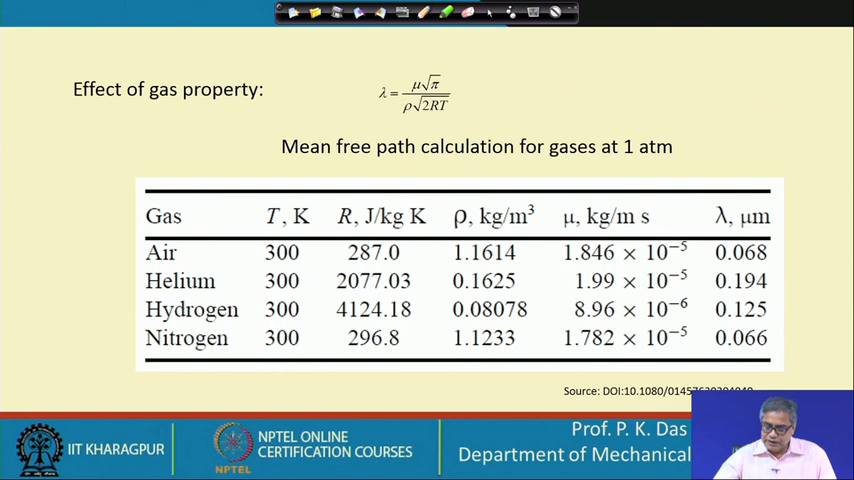 Effect of gas property: λ = μ√π / ρ√2RT
Mean free path calculation for gases at 1 atm
Gas T, K R, J/kg K ρ, kg/m³ μ, kg/m s λ, μm
Air 300 287.0 1.1614 1.846 × 10⁻⁵ 0.068
Helium 300 2077.03 0.1625 1.99 × 10⁻⁵ 0.194
Hydrogen 300 4124.18 0.08078 8.96 × 10⁻⁶ 0.125
Nitrogen 300 296.8 1.1233 1.782 × 10⁻⁵ 0.066
Source: DOI:10.1080/
IIT KHARAGPUR
NPTEL
NPTEL ONLINE
CERTIFICATION COURSES
Prof. P. K. Das
Department of Mechanical